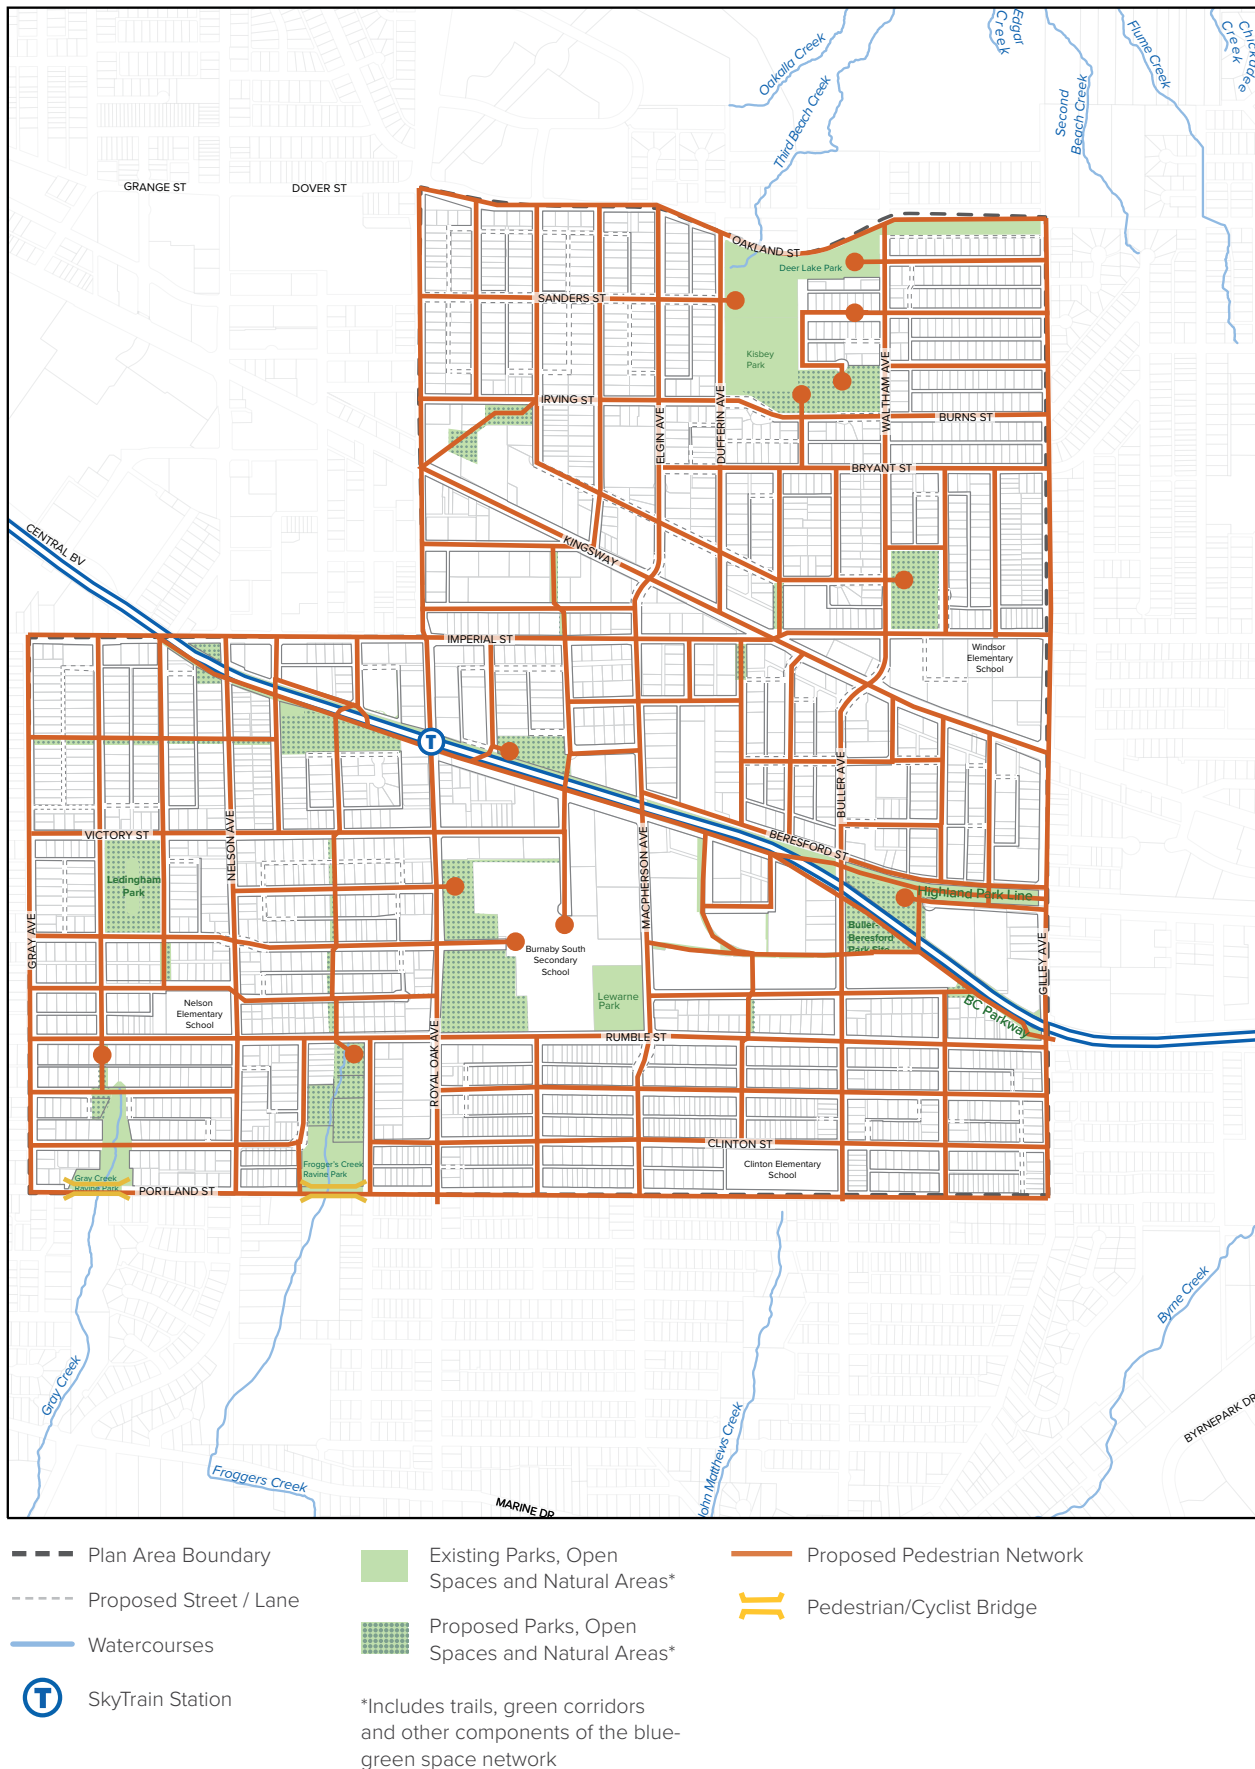 Oakalla Creek
Third Beach Creek
Edgar
Creek
Second
Beach Creek
Flume Creek
Chickadee
Creek
GRANGE ST
DOVER ST
OAKLAND ST
Deer Lake Park
SANDERS ST
Kisbey
Park
WALTHAM AVE
IRVING ST
ELGIN AVE
DUFFERIN AVE
BURNS ST
BRYANT ST
CENTRAL BV
KINGSWAY
IMPERIAL ST
Windsor
Elementary
School
T
BULLER AVE
VICTORY ST
NELSON AVE
BERESFORD ST
MACPHERSON AVE
Ledingham
Park
Highland Park Line
GRAY AVE
Buller-
Beresford
Park Site
GILLEY AVE
Burnaby South
Secondary
School
Nelson
Elementary
School
Lewarne
Park
BC Parkway
ROYAL OAK AVE
RUMBLE ST
CLINTON ST
Frogger's Creek
Ravine Park
Clinton Elementary
School
Gray Creek
Ravine Park
PORTLAND ST
Gray Creek
Froggers Creek
John Matthews Creek
Byrne Creek
BYRNEPARK DR
MARINE DR
Plan Area Boundary
Proposed Street / Lane
Watercourses
T
SkyTrain Station
Existing Parks, Open
Spaces and Natural Areas*
Proposed Parks, Open
Spaces and Natural Areas*
*Includes trails, green corridors
and other components of the blue-
green space network
Proposed Pedestrian Network
Pedestrian/Cyclist Bridge